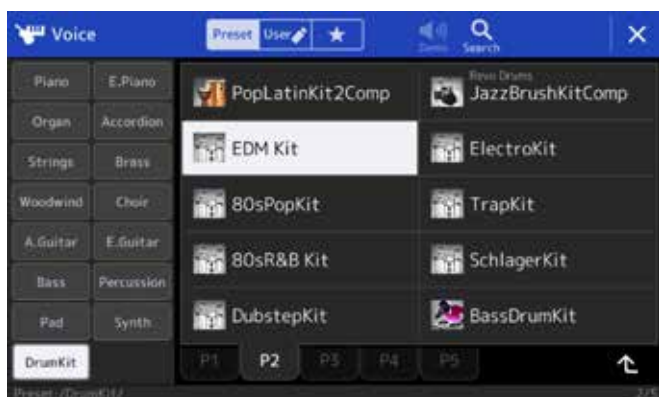 Voice
Preset User
Demo Search
Piano E.Piano
Organ Accordion
Strings Brass
Woodwind Choir
A.Guitar E.Guitar
Bass Percussion
Pad Synth
DrumKit
PopLatinKit2Comp
Revo Drums
JazzBrushKitComp
EDM Kit
ElectroKit
80sPopKit
TrapKit
80sR&B Kit
SchlagerKit
DubstepKit
BassDrumKit
P1 P2 P3 P4 P5
Preset /DrumKit/ 2/5